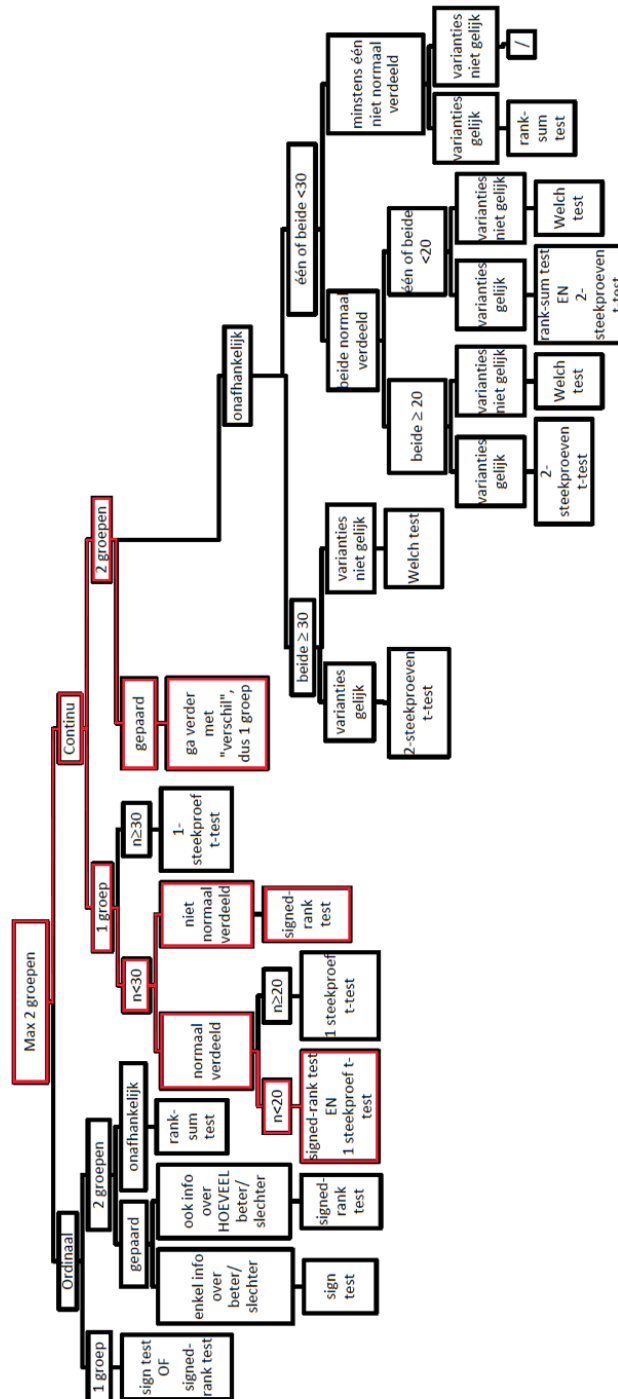 Max 2 groepen
Ordinaal
1 groep
sign test
OF
signed-
rank test
2 groepen
gepaard
enkel info
over
beter/
slechter
sign
test
ook info
over
HOEVEEL
beter/
slechter
signed-
rank
test
onafhankelijk
rank-
sum
test
Continu
1 groep
n<30
normaal
verdeeld
n<20
signed-rank test
EN
1 steekproef t-
test
n≥20
1 steekproef
t-test
niet
normaal
verdeeld
signed-
rank
test
n≥30
1-
steekproef
t-test
2 groepen
gepaard
ga verder
met
"verschil",
dus 1 groep
onafhankelijk
beide ≥ 30
varianties
gelijk
2-steekproeven
t-test
varianties
niet gelijk
Welch test
één of beide <30
beide normaal
verdeeld
beide ≥ 20
varianties
gelijk
2-
steekproeven
t-test
varianties
niet gelijk
Welch
test
één of beide
<20
varianties
gelijk
rank-sum test
EN
2-
steekproeven
t-test
varianties
niet gelijk
Welch
test
minstens één
niet normaal
verdeeld
varianties
gelijk
rank-
sum
test
varianties
niet gelijk
/